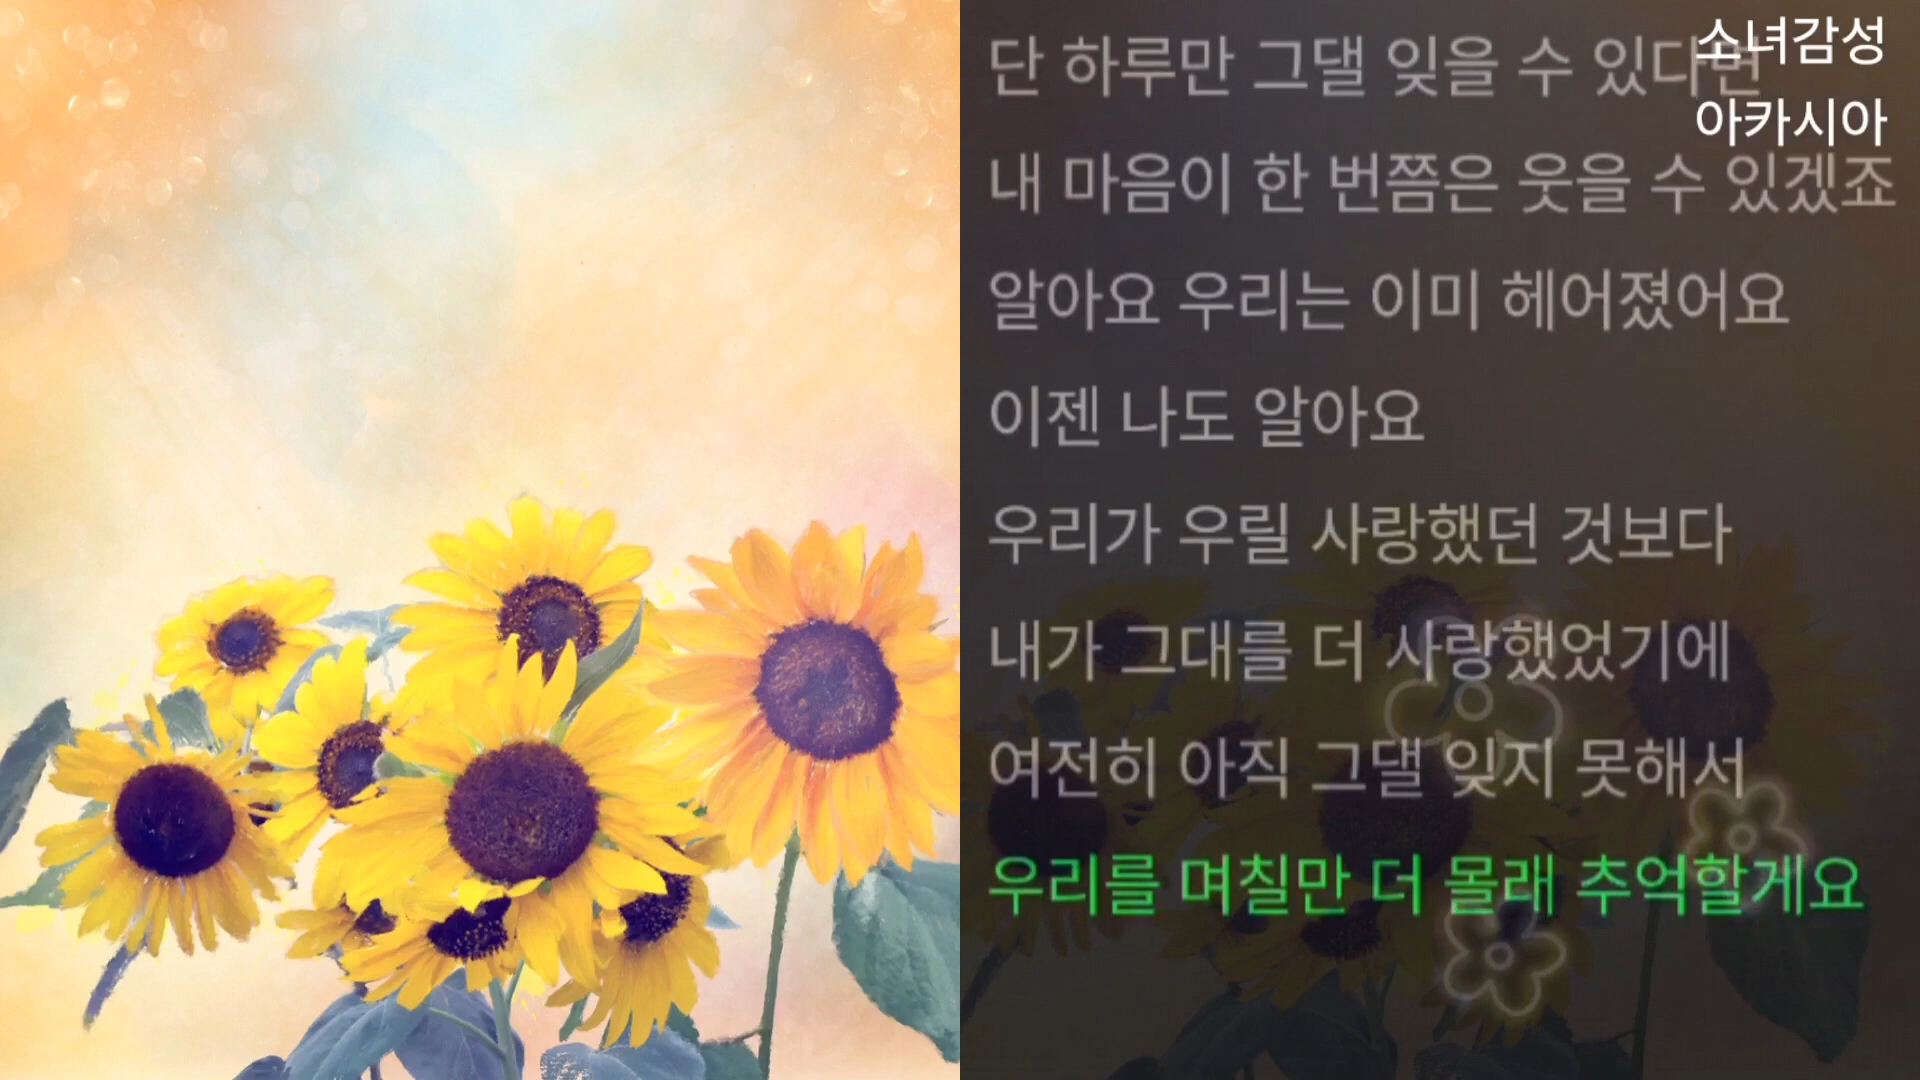 소녀감성
아카시아
단 하루만 그댈 잊을 수 있다면
내 마음이 한 번쯤은 웃을 수 있겠죠
알아요 우리는 이미 헤어졌어요
이젠 나도 알아요
우리가 우릴 사랑했던 것보다
내가 그대를 더 사랑했었기에
여전히 아직 그댈 잊지 못해서
우리를 며칠만 더 몰래 추억할게요